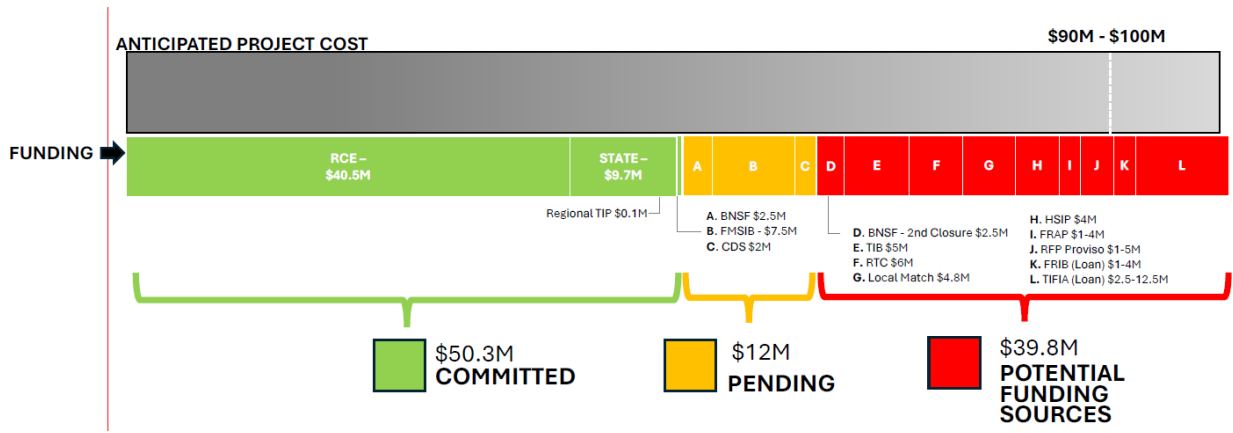 ANTICIPATED PROJECT COST
$90M - $100M
FUNDING
RCE –
$40.5M
STATE –
$9.7M
A
B
C
D
E
F
G
H
I
J
K
L
Regional TIP $0.1M
A. BNSF $2.5M
B. FMSIB - $7.5M
C. CDS $2M
D. BNSF - 2nd Closure $2.5M
E. TIB $5M
F. RTC $6M
G. Local Match $4.8M
H. HSIP $4M
I. FRAP $1-4M
J. RFP Proviso $1-5M
K. FRIB (Loan) $1-4M
L. TIFIA (Loan) $2.5-12.5M
$50.3M
COMMITTED
$12M
PENDING
$39.8M
POTENTIAL
FUNDING
SOURCES